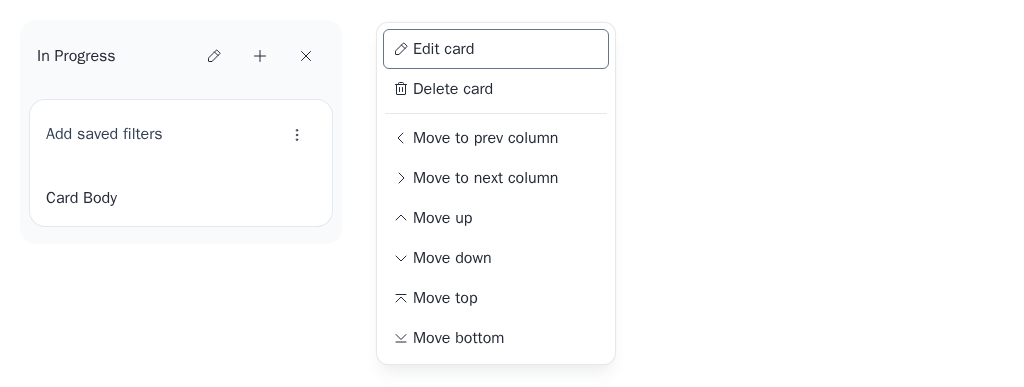 In Progress
Add saved filters
Card Body
Edit card
Delete card
Move to prev column
Move to next column
Move up
Move down
Move top
Move bottom